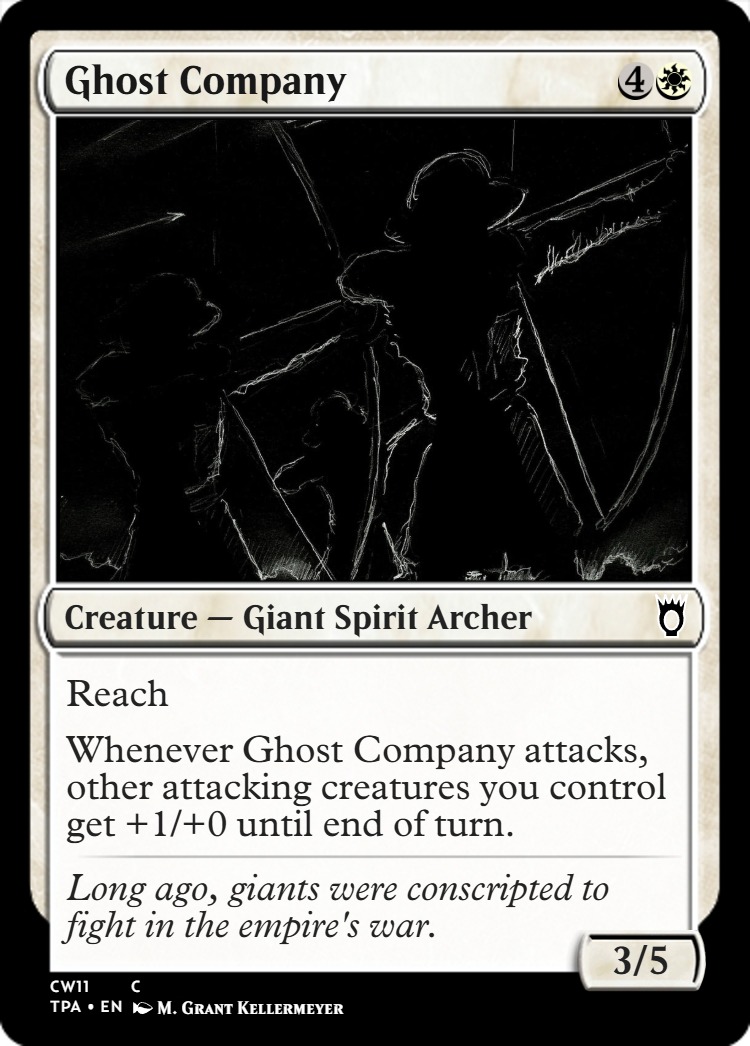 Ghost Company 4
Creature — Giant Spirit Archer
Reach
Whenever Ghost Company attacks,
other attacking creatures you control
get +1/+0 until end of turn.
Long ago, giants were conscripted to
fight in the empire's war.
3/5
CW11 C
TPA • EN M. Grant Kellermeyer